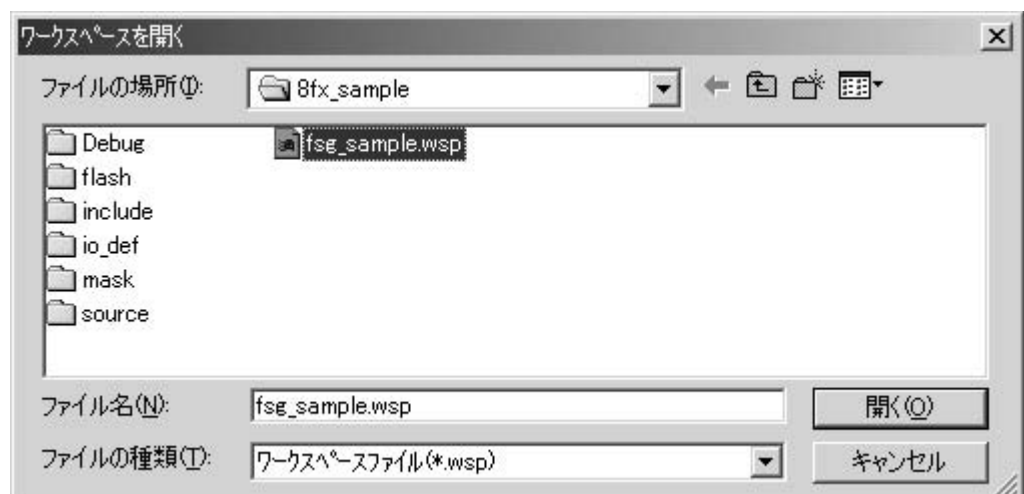 ワークスペースを開く
ファイルの場所(I):
8fx_sample
Debug
fsg_sample.wsp
flash
include
io_def
mask
source
ファイル名(N):
fsg_sample.wsp
開く(O)
ファイルの種類(T):
ワークスペースファイル(*.wsp)
キャンセル